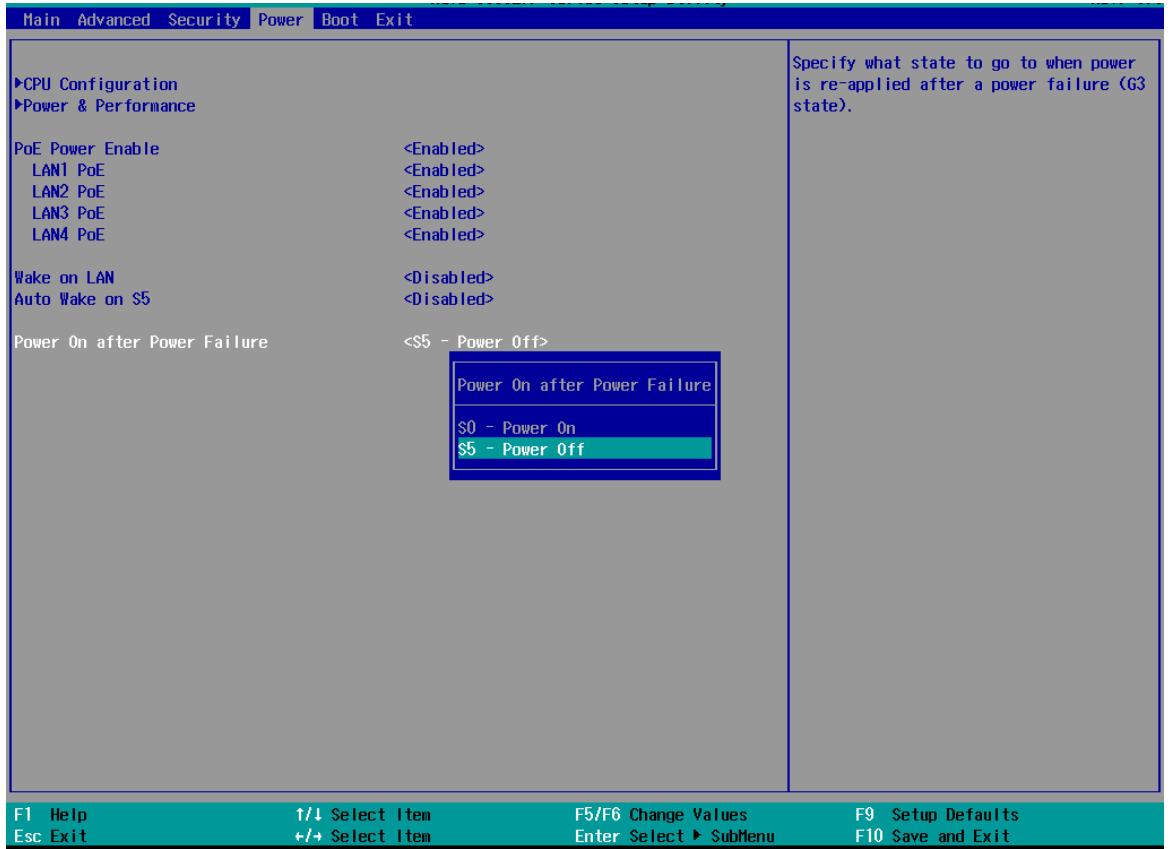 Main Advanced Security Power Boot Exit
▶CPU Configuration
▶Power & Performance
PoE Power Enable <Enabled>
LAN1 PoE <Enabled>
LAN2 PoE <Enabled>
LAN3 PoE <Enabled>
LAN4 PoE <Enabled>
Wake on LAN <Disabled>
Auto Wake on S5 <Disabled>
Power On after Power Failure <S5 - Power Off>
Power On after Power Failure
S0 - Power On
S5 - Power Off
Specify what state to go to when power
is re-applied after a power failure (G3
state).
F1 Help ↑/↓ Select Item F5/F6 Change Values F9 Setup Defaults
Esc Exit ←/→ Select Item Enter Select ▶ SubMenu F10 Save and Exit